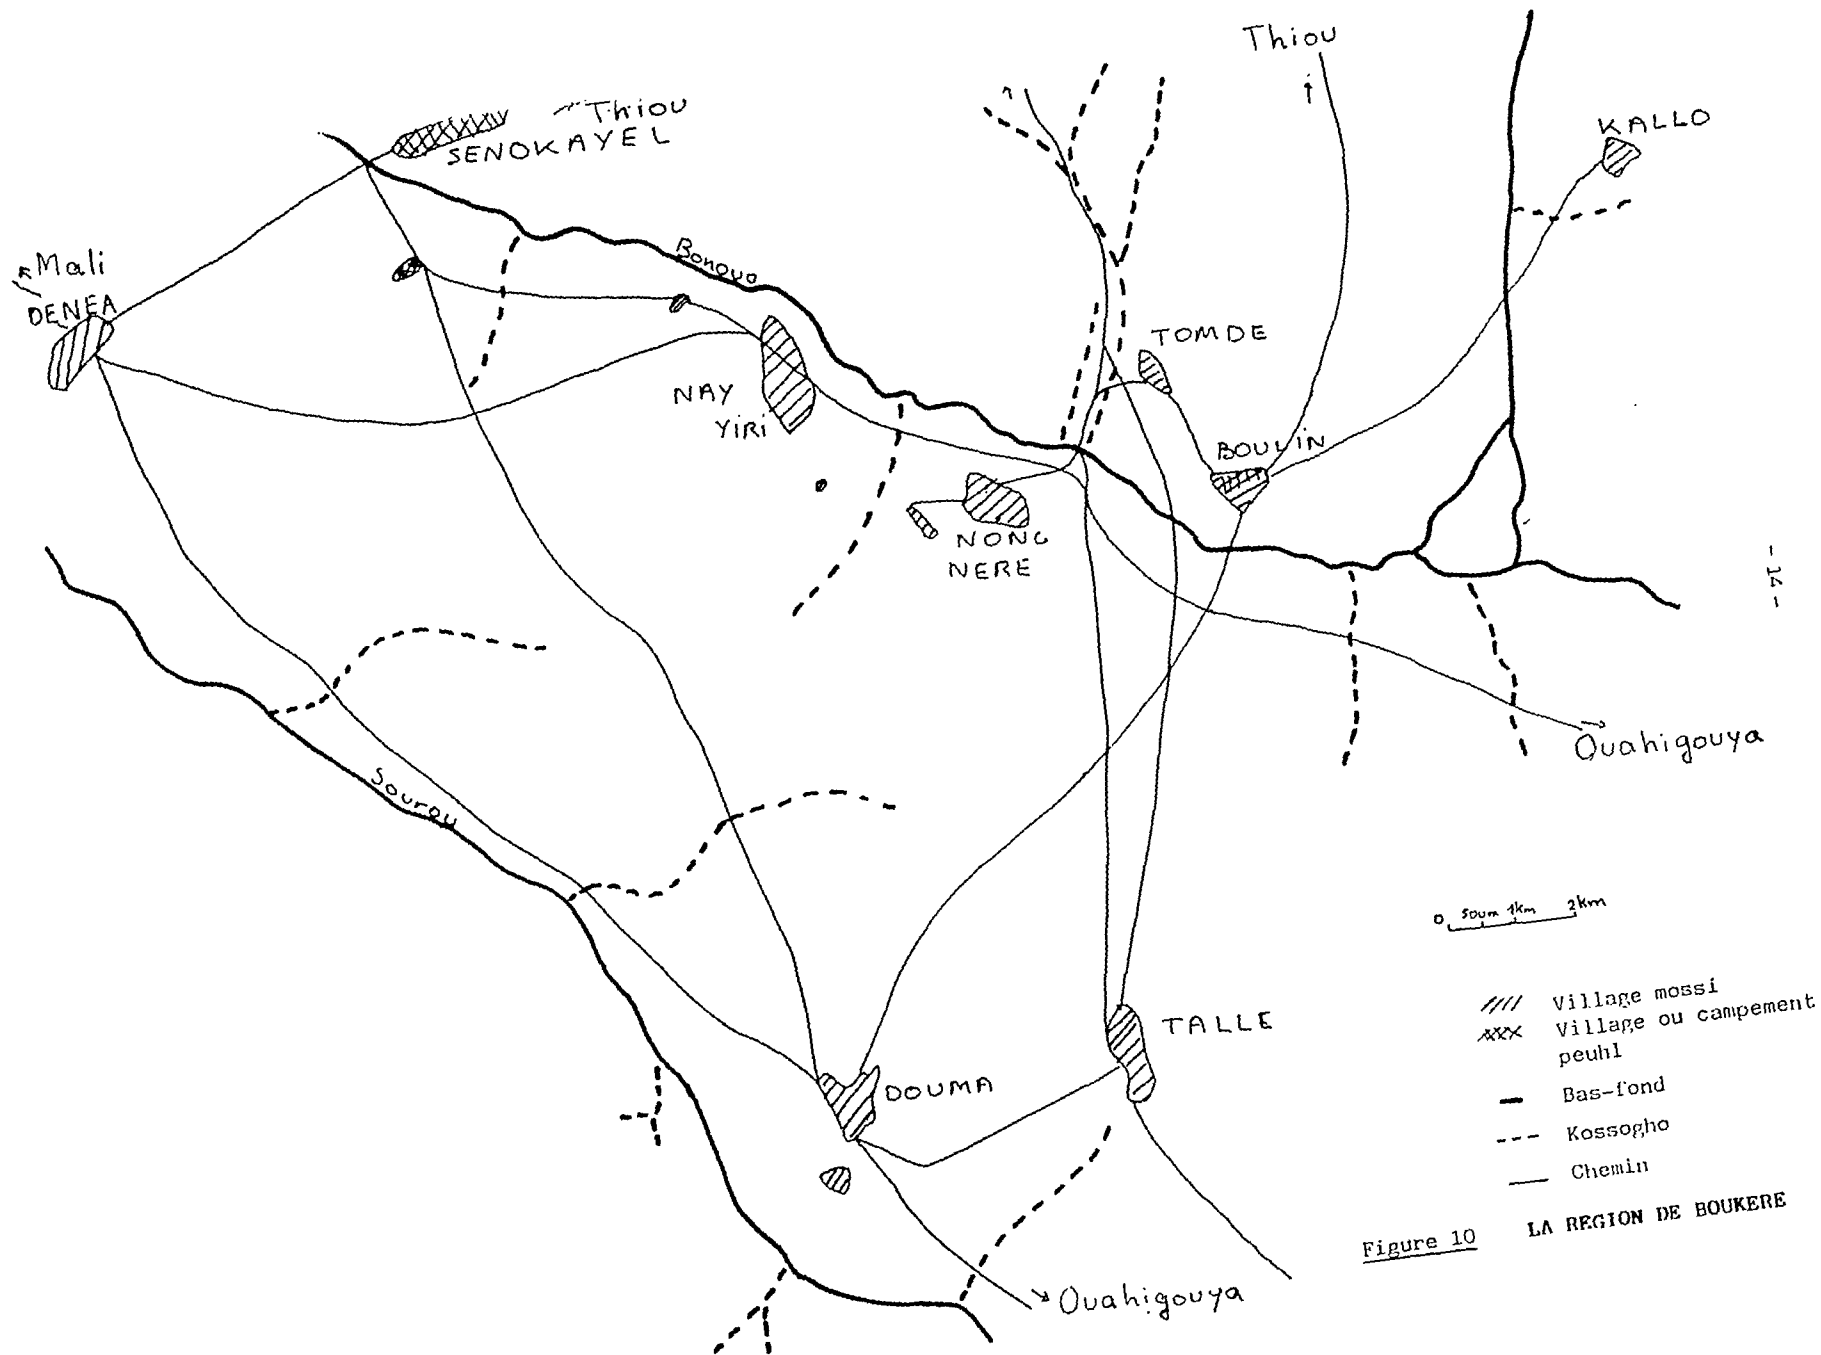 Thiou
KALLO
Thiou
SENOKAYEL
Mali
DENEA
Bonovo
TOMDE
NAY
YIRI
BOULIN
NONG
NERE
- 14 -
Ouahigouya
Sourou
0 500m 1km 2km
TALLE
DOUMA
Ouahigouya
Village mossi
Village ou campement
peuhl
Bas-fond
Kossogho
Chemin
Figure 10 LA REGION DE BOUKERE